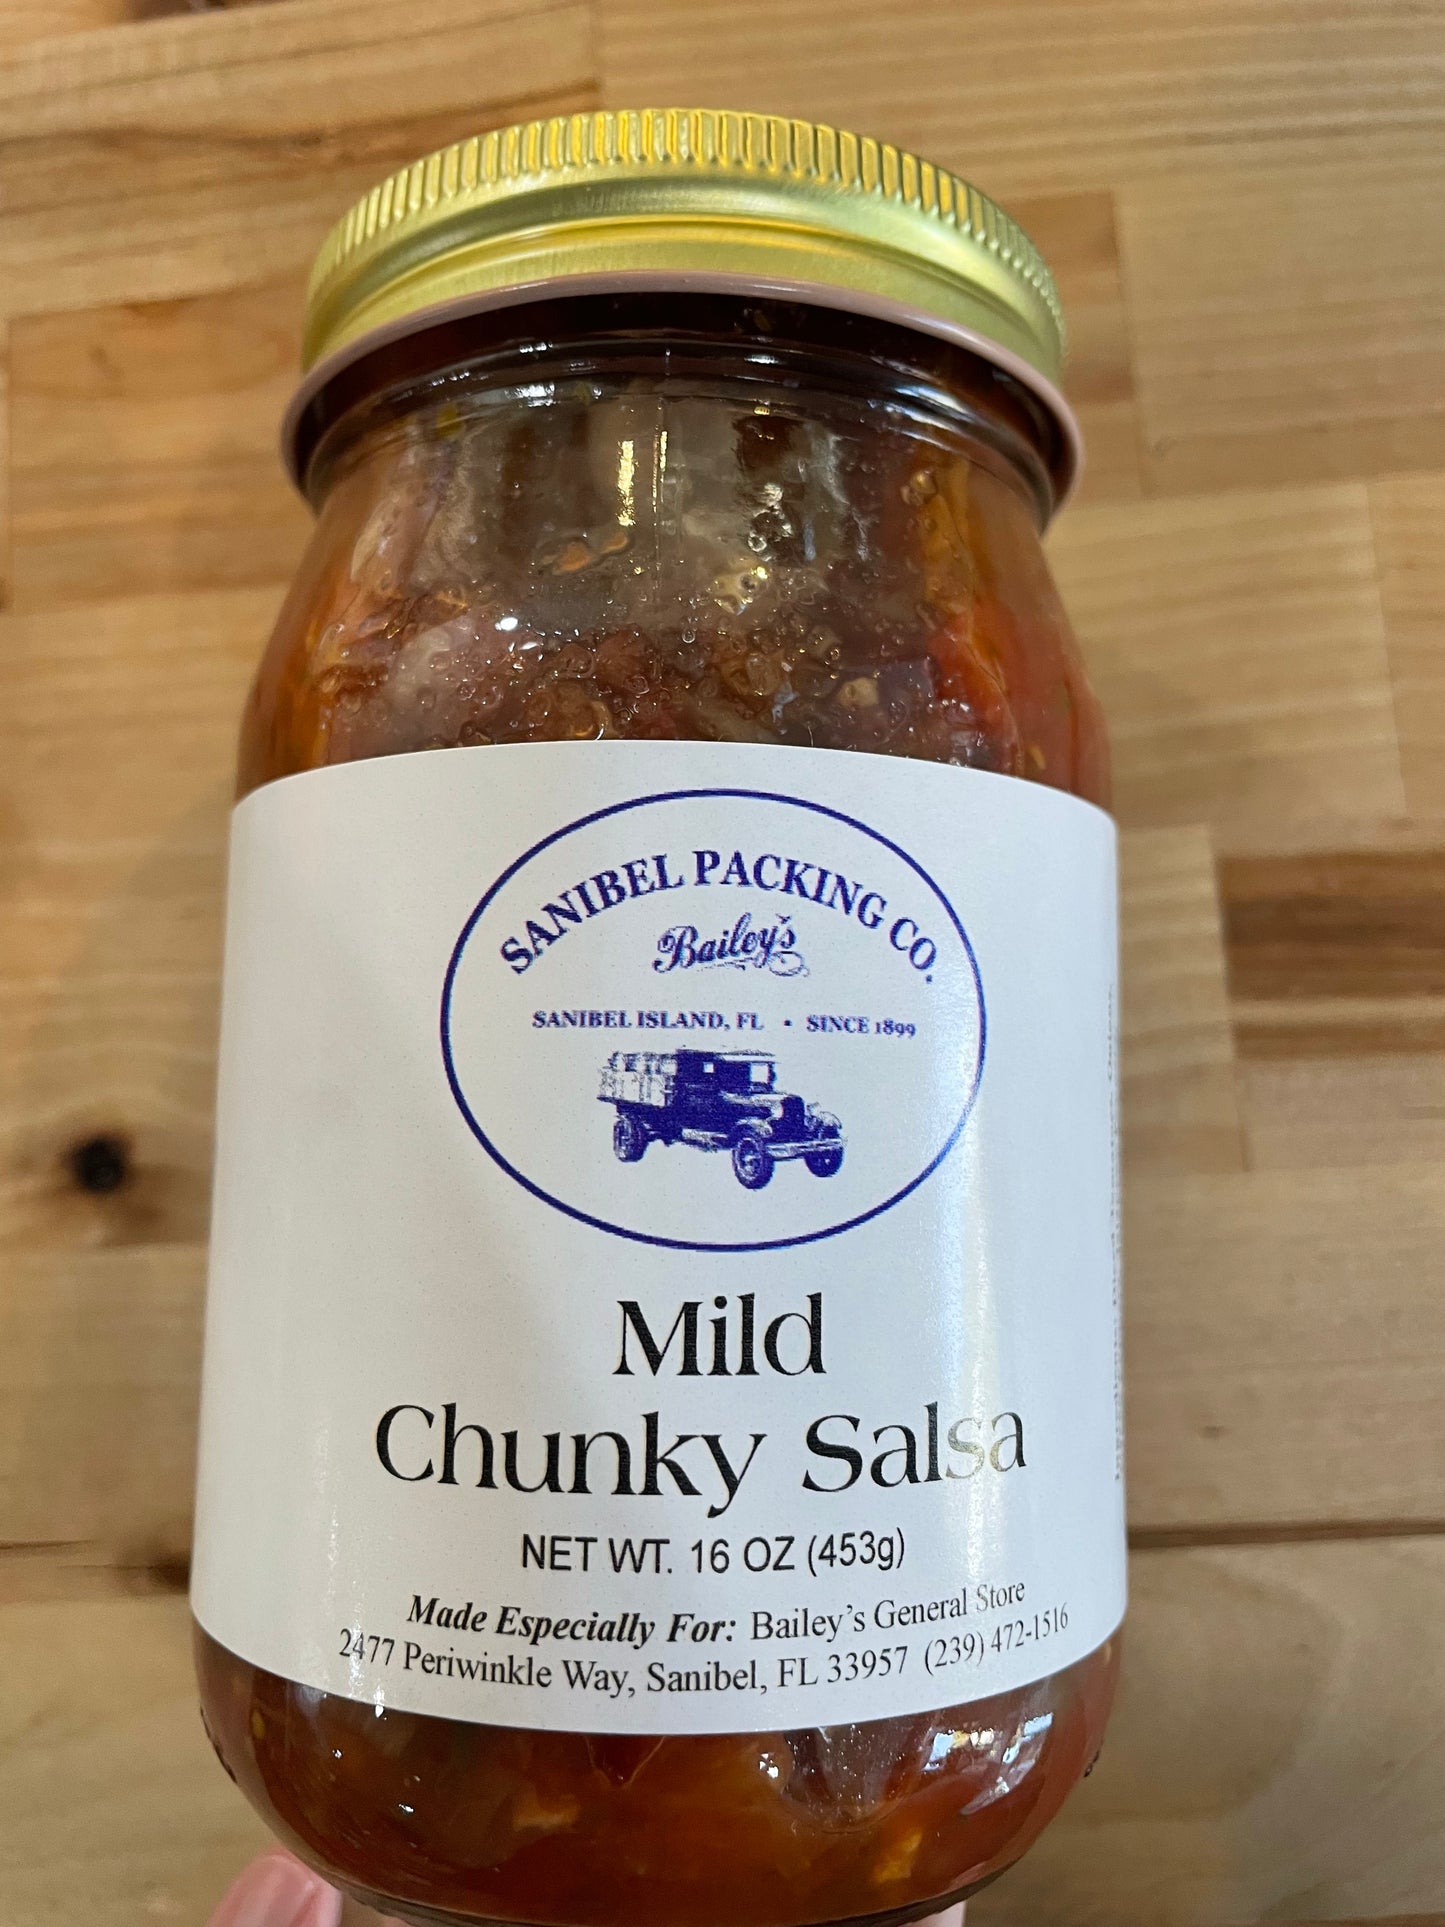 SANIBEL PACKING CO.
Bailey's
SANIBEL ISLAND, FL • SINCE 1899
Mild
Chunky Salsa
NET WT. 16 OZ (453g)
Made Especially For: Bailey's General Store
2477 Periwinkle Way, Sanibel, FL 33957 (239) 472-1516